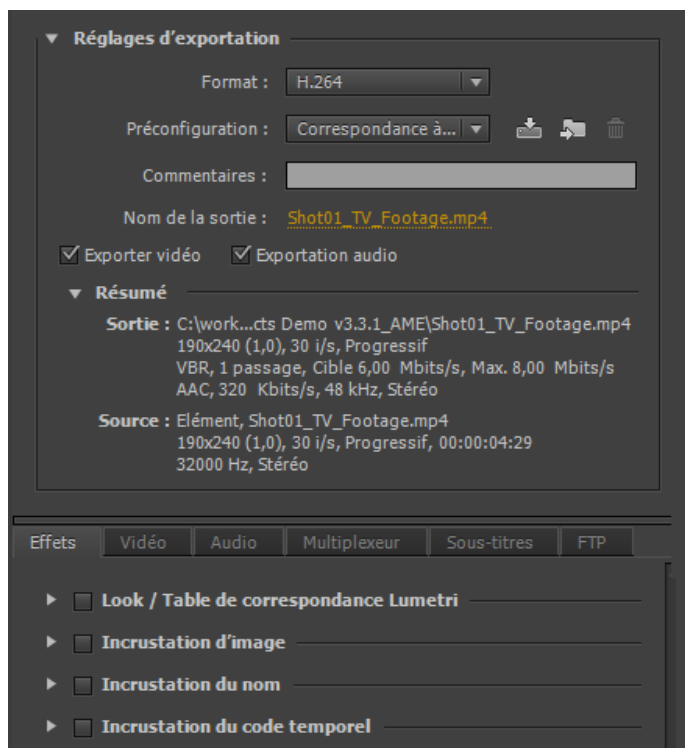 Réglages d'exportation
Format : H.264
Préconfiguration : Correspondance à...
Commentaires :
Nom de la sortie : Shot01_TV_Footage.mp4
Exporter vidéo Exportation audio
Résumé
Sortie : C:\work...cts Demo v3.3.1_AME\Shot01_TV_Footage.mp4
190x240 (1,0), 30 i/s, Progressif
VBR, 1 passage, Cible 6,00 Mbits/s, Max. 8,00 Mbits/s
AAC, 320 Kbits/s, 48 kHz, Stéréo
Source : Elément, Shot01_TV_Footage.mp4
190x240 (1,0), 30 i/s, Progressif, 00:00:04:29
32000 Hz, Stéréo
Effets Vidéo Audio Multiplexeur Sous-titres FTP
Look / Table de correspondance Lumetri
Incrustation d'image
Incrustation du nom
Incrustation du code temporel